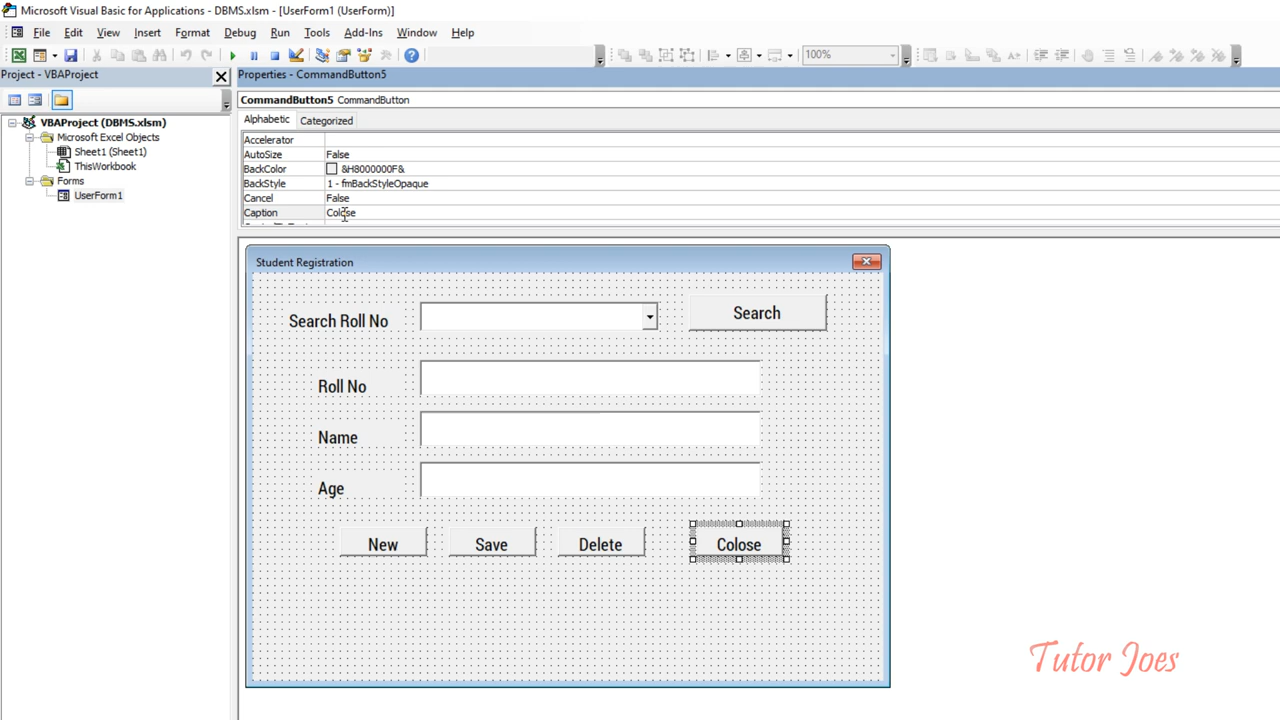 Microsoft Visual Basic for Applications - DBMS.xlsm - [UserForm1 (UserForm)]
File Edit View Insert Format Debug Run Tools Add-Ins Window Help
100%
Project - VBAProject
Properties - CommandButton5
CommandButton5 CommandButton
Alphabetic Categorized
VBAProject (DBMS.xlsm)
Microsoft Excel Objects
Sheet1 (Sheet1)
ThisWorkbook
Forms
UserForm1
Accelerator
AutoSize False
BackColor &H8000000F&
BackStyle 1 - fmBackStyleOpaque
Cancel False
Caption Colose
Student Registration
Search Roll No Search
Roll No
Name
Age
New Save Delete Colose
Tutor Joes